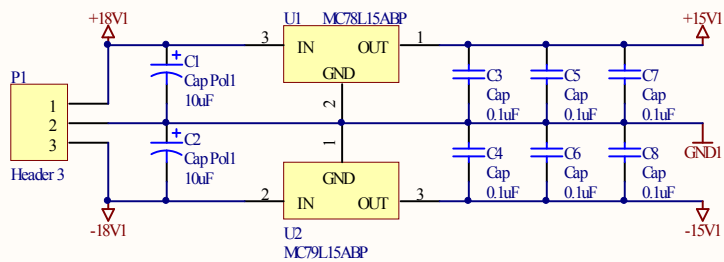 +18V1
U1 MC78L15ABP
+15V1
3 IN OUT 1
GND
2
P1
1
2
3
Header 3
C1
Cap Pol1
10uF
C2
Cap Pol1
10uF
C3
Cap
0.1uF
C5
Cap
0.1uF
C7
Cap
0.1uF
GND1
C4
Cap
0.1uF
C6
Cap
0.1uF
C8
Cap
0.1uF
1
GND
2 IN OUT 3
U2
MC79L15ABP
-18V1
-15V1